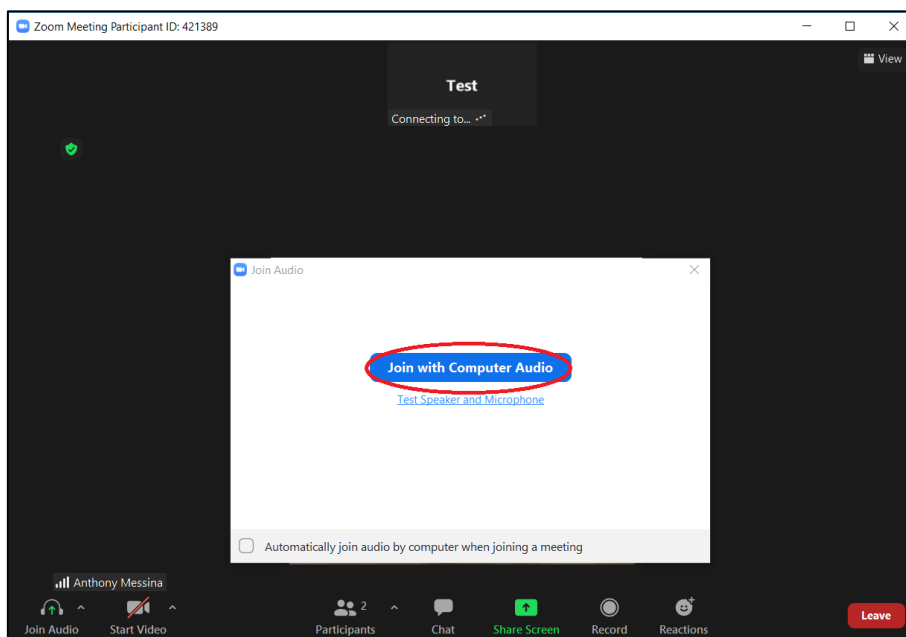 Zoom Meeting Participant ID: 421389
View
Test
Connecting to...
Join Audio
Join with Computer Audio
Test Speaker and Microphone
Automatically join audio by computer when joining a meeting
Anthony Messina
2
Join Audio
Start Video
Participants
Chat
Share Screen
Record
Reactions
Leave